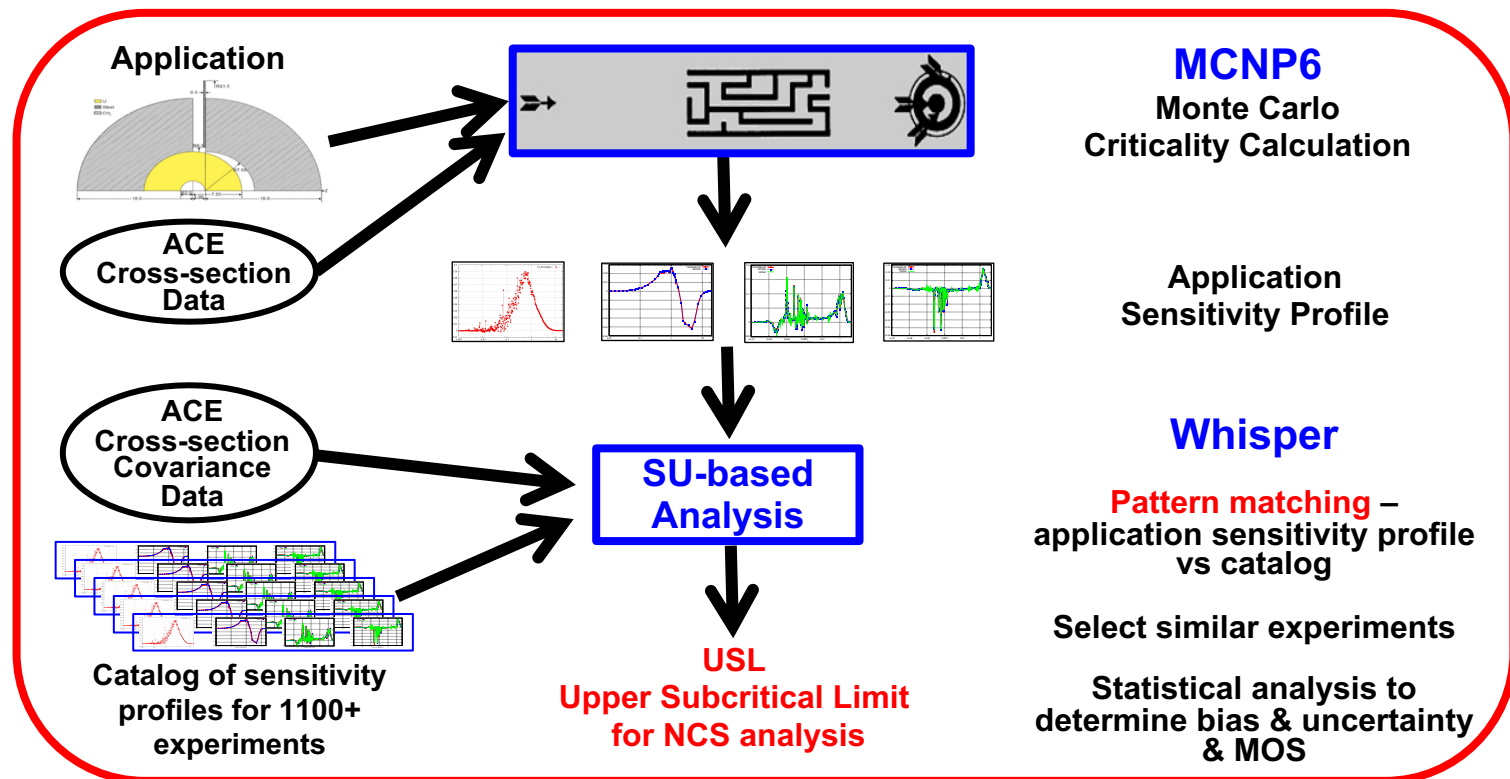 Application
MCNP6
Monte Carlo
Criticality Calculation
ACE
Cross-section
Data
Application
Sensitivity Profile
ACE
Cross-section
Covariance
Data
SU-based
Analysis
Whisper
Pattern matching –
application sensitivity profile
vs catalog
Select similar experiments
Statistical analysis to
determine bias & uncertainty
& MOS
Catalog of sensitivity
profiles for 1100+
experiments
USL
Upper Subcritical Limit
for NCS analysis